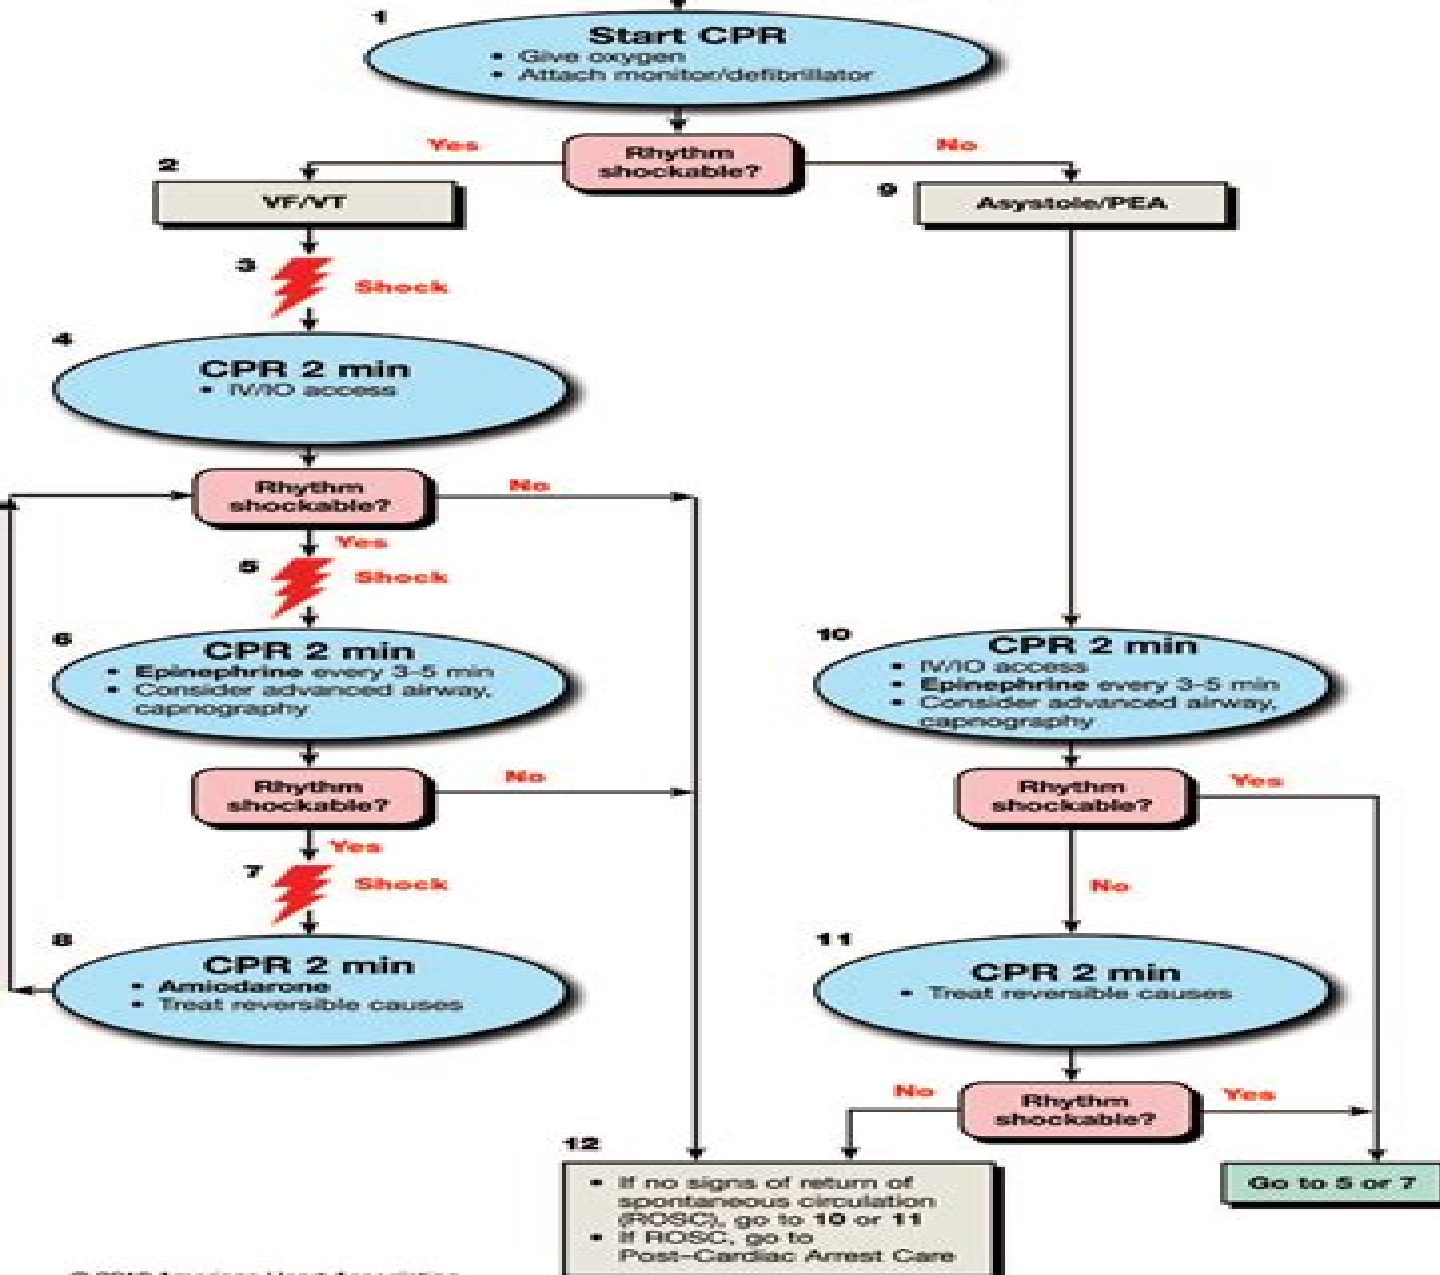 1
Start CPR
• Give oxygen
• Attach monitor/defibrillator
Yes
Rhythm
shockable?
No
2
VF/VT
9
Asystole/PEA
3
Shock
4
CPR 2 min
• IV/IO access
Rhythm
shockable?
No
Yes
5
Shock
6
CPR 2 min
• Epinephrine every 3-5 min
• Consider advanced airway,
capnography
10
CPR 2 min
• IV/IO access
• Epinephrine every 3-5 min
• Consider advanced airway,
capnography
Rhythm
shockable?
No
Yes
Rhythm
shockable?
Yes
No
7
Shock
8
CPR 2 min
• Amiodarone
• Treat reversible causes
11
CPR 2 min
• Treat reversible causes
No
Rhythm
shockable?
Yes
12
• If no signs of return of
spontaneous circulation
(ROSC), go to 10 or 11
• If ROSC, go to
Post-Cardiac Arrest Care
Go to 5 or 7
American Heart Association